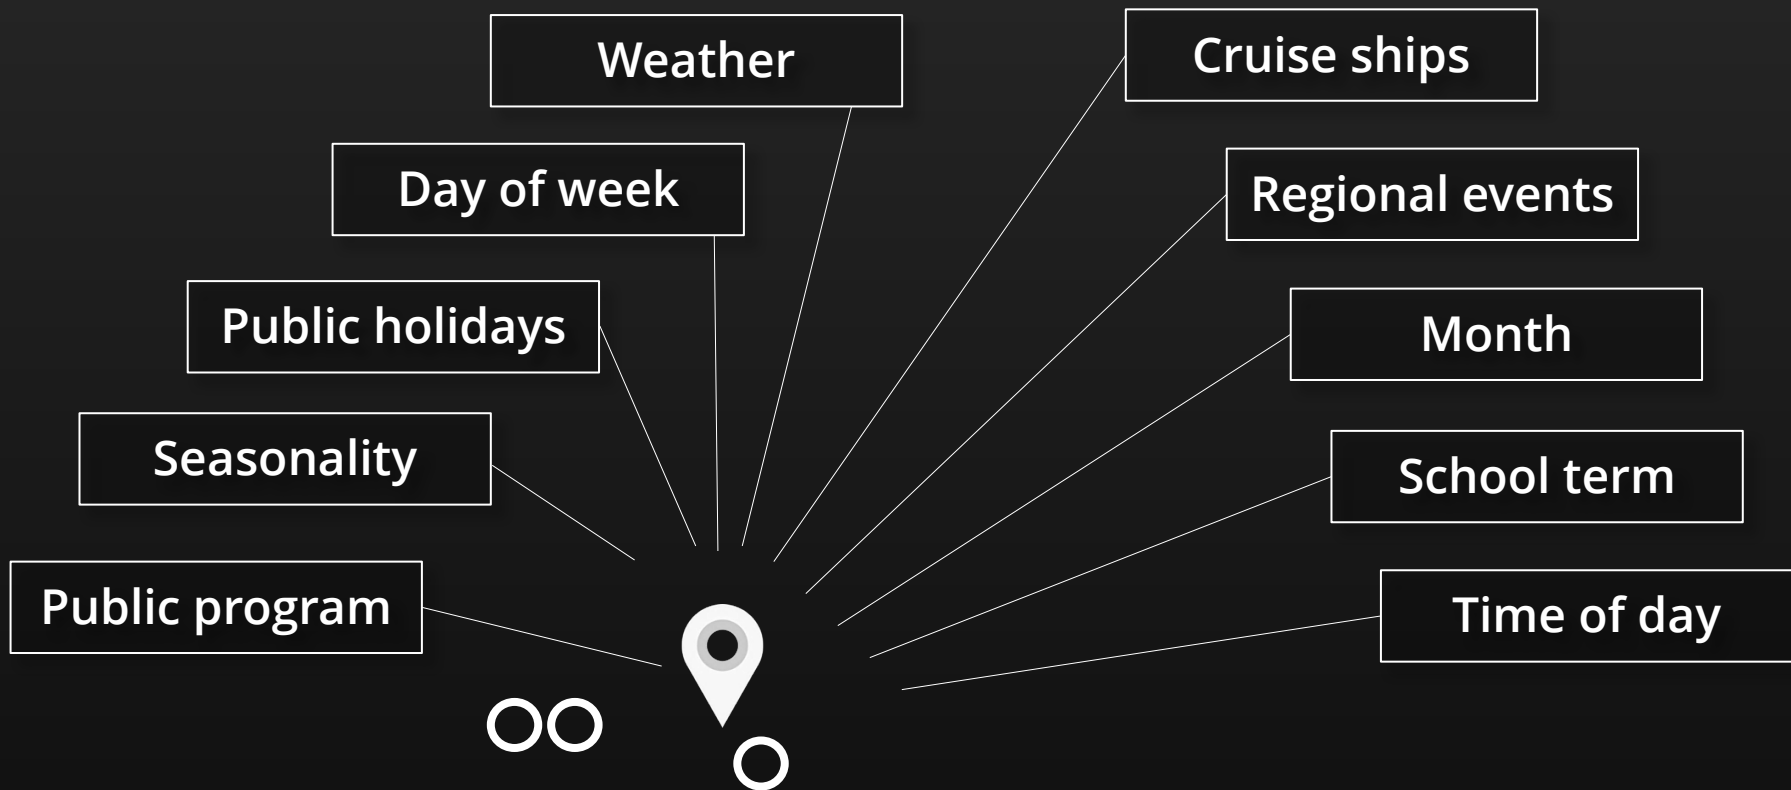 Weather
Cruise ships
Day of week
Regional events
Public holidays
Month
Seasonality
School term
Public program
Time of day